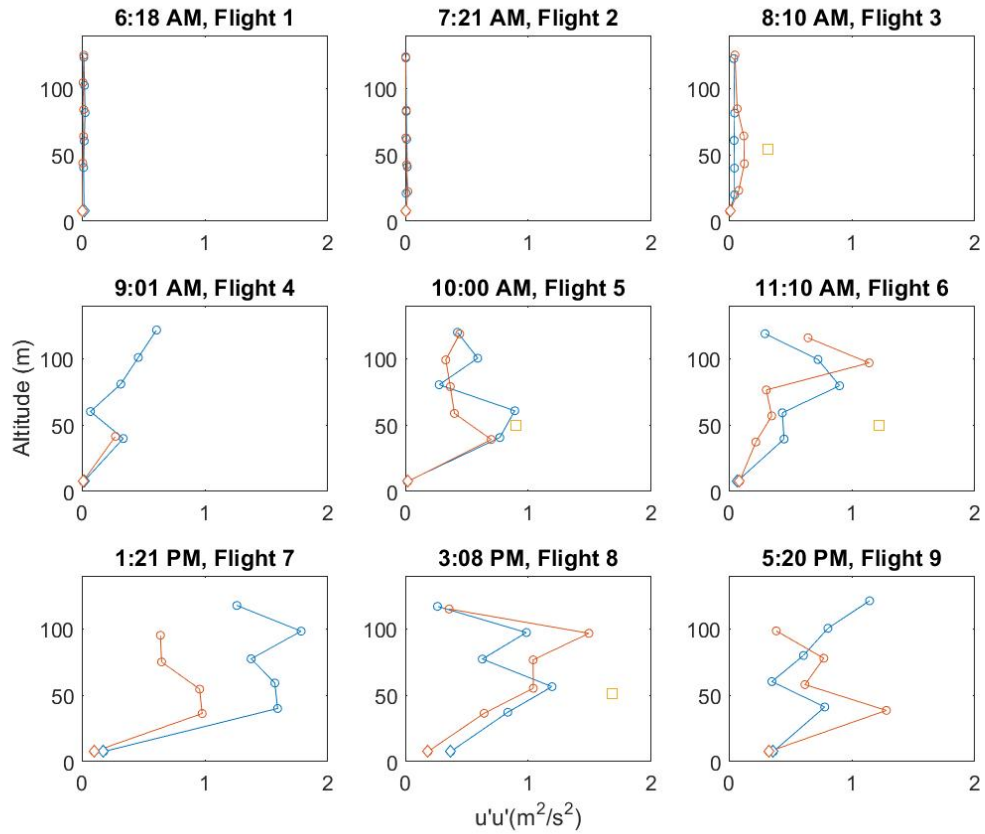 6:18 AM, Flight 1
7:21 AM, Flight 2
8:10 AM, Flight 3
100
50
0
0 1 2
100
50
0
0 1 2
100
50
0
0 1 2
9:01 AM, Flight 4
10:00 AM, Flight 5
11:10 AM, Flight 6
Altitude (m)
100
50
0
0 1 2
100
50
0
0 1 2
100
50
0
0 1 2
1:21 PM, Flight 7
3:08 PM, Flight 8
5:20 PM, Flight 9
100
50
0
0 1 2
100
50
0
0 1 2
100
50
0
0 1 2
u'u'(m²/s²)